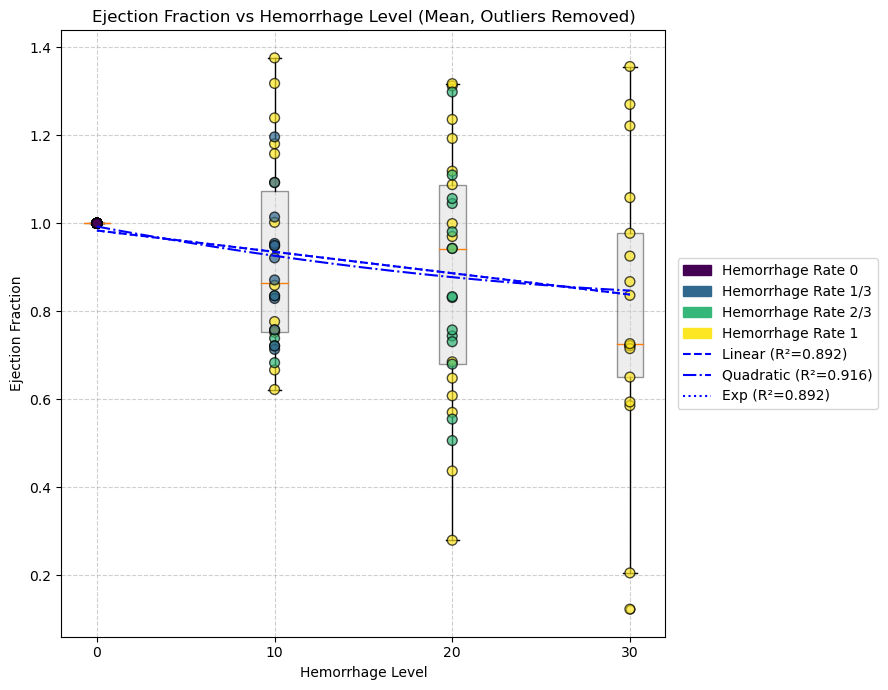 Ejection Fraction vs Hemorrhage Level (Mean, Outliers Removed)
1.4
1.2
1.0
0.8
0.6
0.4
0.2
Ejection Fraction
0 10 20 30
Hemorrhage Level
Hemorrhage Rate 0
Hemorrhage Rate 1/3
Hemorrhage Rate 2/3
Hemorrhage Rate 1
Linear (R²=0.892)
Quadratic (R²=0.916)
Exp (R²=0.892)